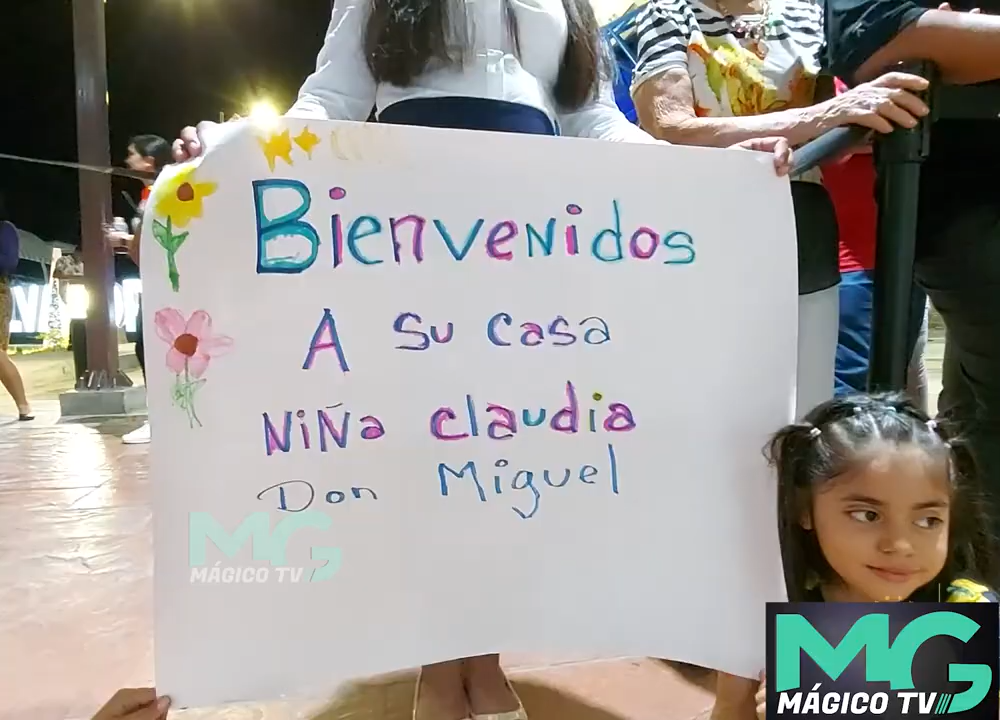 Bienvenidos
A Su Casa
Niña Claudia
Don Miguel
MG
MÁGICO TV
MG
MÁGICO TV